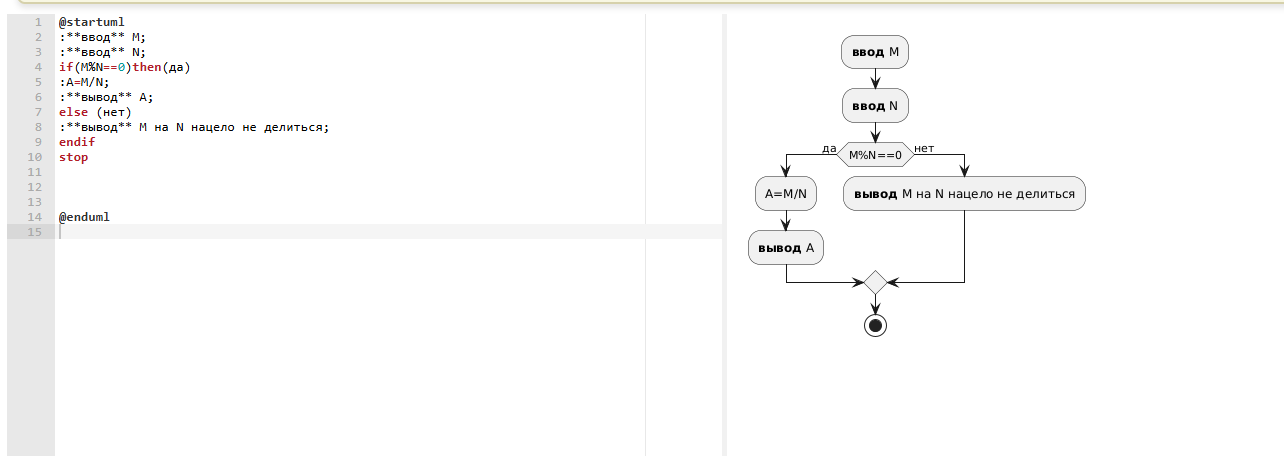 1 @startuml
2 :**ввод** M;
3 :**ввод** N;
4 if(M%N==0)then(да)
5 :A=M/N;
6 :**вывод** A;
7 else (нет)
8 :**вывод** M на N нацело не делиться;
9 endif
10 stop
11
12
13
14 @enduml
15
ввод M
ввод N
да M%N==0 нет
A=M/N вывод M на N нацело не делиться
вывод A